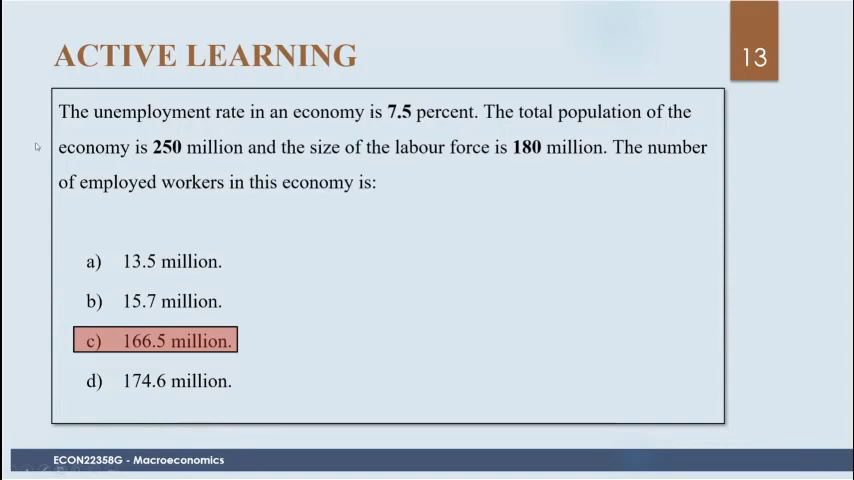 ACTIVE LEARNING
13
The unemployment rate in an economy is 7.5 percent. The total population of the
economy is 250 million and the size of the labour force is 180 million. The number
of employed workers in this economy is:
a) 13.5 million.
b) 15.7 million.
c) 166.5 million.
d) 174.6 million.
ECON22358G - Macroeconomics